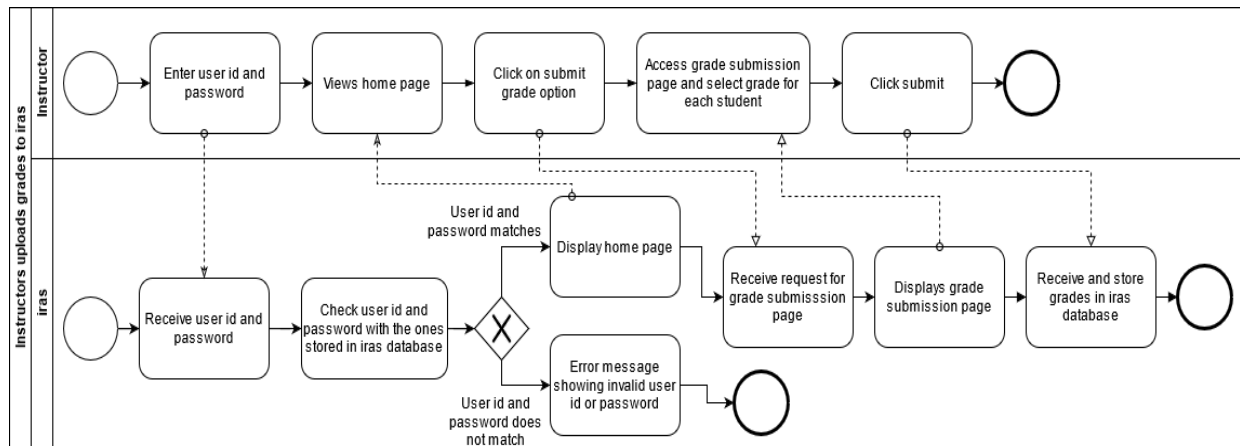 Instructors uploads grades to iras
Instructor
Enter user id and
password
Views home page
Click on submit
grade option
Access grade submission
page and select grade for
each student
Click submit
iras
Receive user id and
password
Check user id and
password with the ones
stored in iras database
User id and
password matches
Display home page
User id and
password does
not match
Error message
showing invalid user
id or password
Receive request for
grade submisssion
page
Displays grade
submission page
Receive and store
grades in iras
database